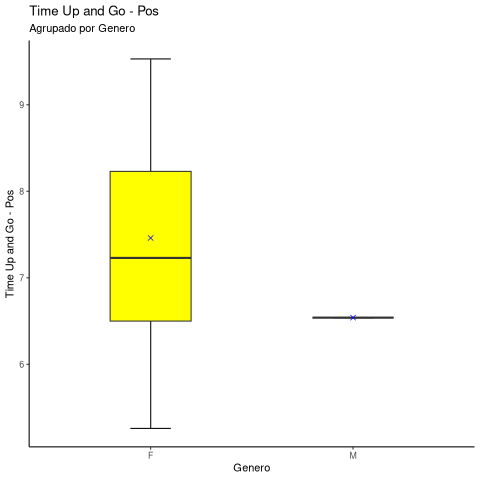 Time Up and Go - Pos
Agrupado por Genero
Time Up and Go - Pos
9
8
7
6
F
M
Genero